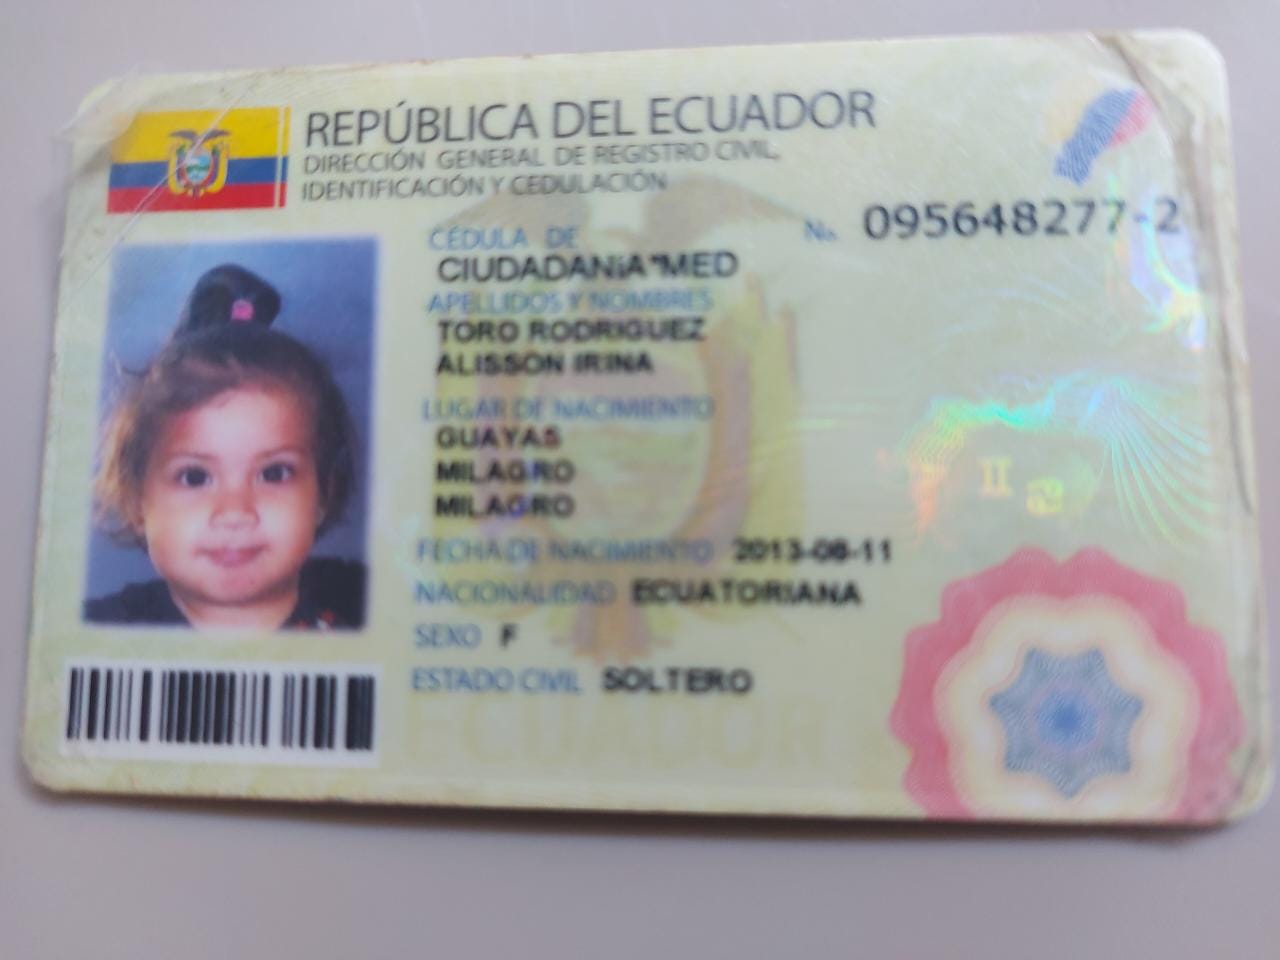 REPÚBLICA DEL ECUADOR
DIRECCIÓN GENERAL DE REGISTRO CIVIL,
IDENTIFICACIÓN Y CEDULACIÓN
No. 095648277-2
CÉDULA DE
CIUDADANíA*MED
APELLIDOS Y NOMBRES
TORO RODRIGUEZ
ALISSON IRINA
LUGAR DE NACIMIENTO
GUAYAS
MILAGRO
MILAGRO
FECHA DE NACIMIENTO 2013-08-11
NACIONALIDAD ECUATORIANA
SEXO F
ESTADO CIVIL SOLTERO
ECUADOR